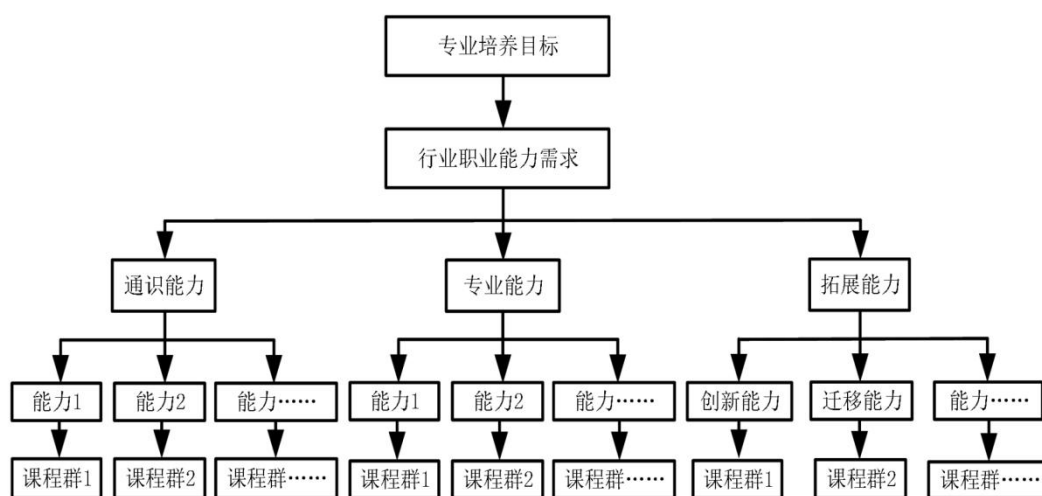 专业培养目标
行业职业能力需求
通识能力
专业能力
拓展能力
能力1
能力2
能力……
能力1
能力2
能力……
创新能力
迁移能力
能力……
课程群1
课程群2
课程群……
课程群1
课程群2
课程群……
课程群1
课程群2
课程群……